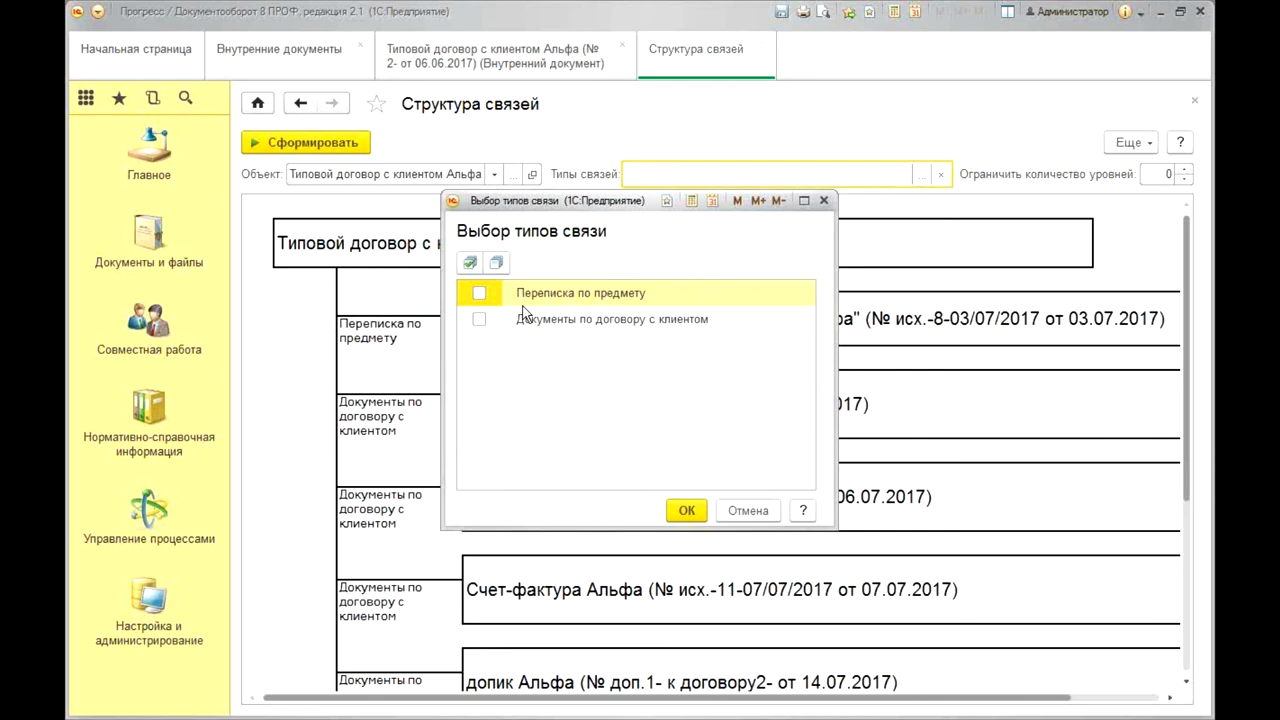 Прогресс / Документооборот 8 ПРОФ, редакция 2.1 (1С:Предприятие)
M M+ M-
Администратор
Начальная страница
Внутренние документы
Типовой договор с клиентом Альфа (№
2- от 06.06.2017) (Внутренний документ)
Структура связей
Структура связей
Сформировать
Еще
?
Объект:
Типовой договор с клиентом Альфа
...
Типы связей:
...
Ограничить количество уровней:
0
Главное
Документы и файлы
Совместная работа
Нормативно-справочная
информация
Управление процессами
Настройка и
администрирование
Типовой договор с
Выбор типов связи (1С:Предприятие)
M M+ M-
Выбор типов связи
Переписка по предмету
Документы по договору с клиентом
ОК
Отмена
?
Переписка по
предмету
(№ исх.-8-03/07/2017 от 03.07.2017)
Документы по
договору с
клиентом
017)
Документы по
договору с
клиентом
06.07.2017)
Документы по
договору с
клиентом
Счет-фактура Альфа (№ исх.-11-07/07/2017 от 07.07.2017)
Документы по
допик Альфа (№ доп.1- к договору2- от 14.07.2017)